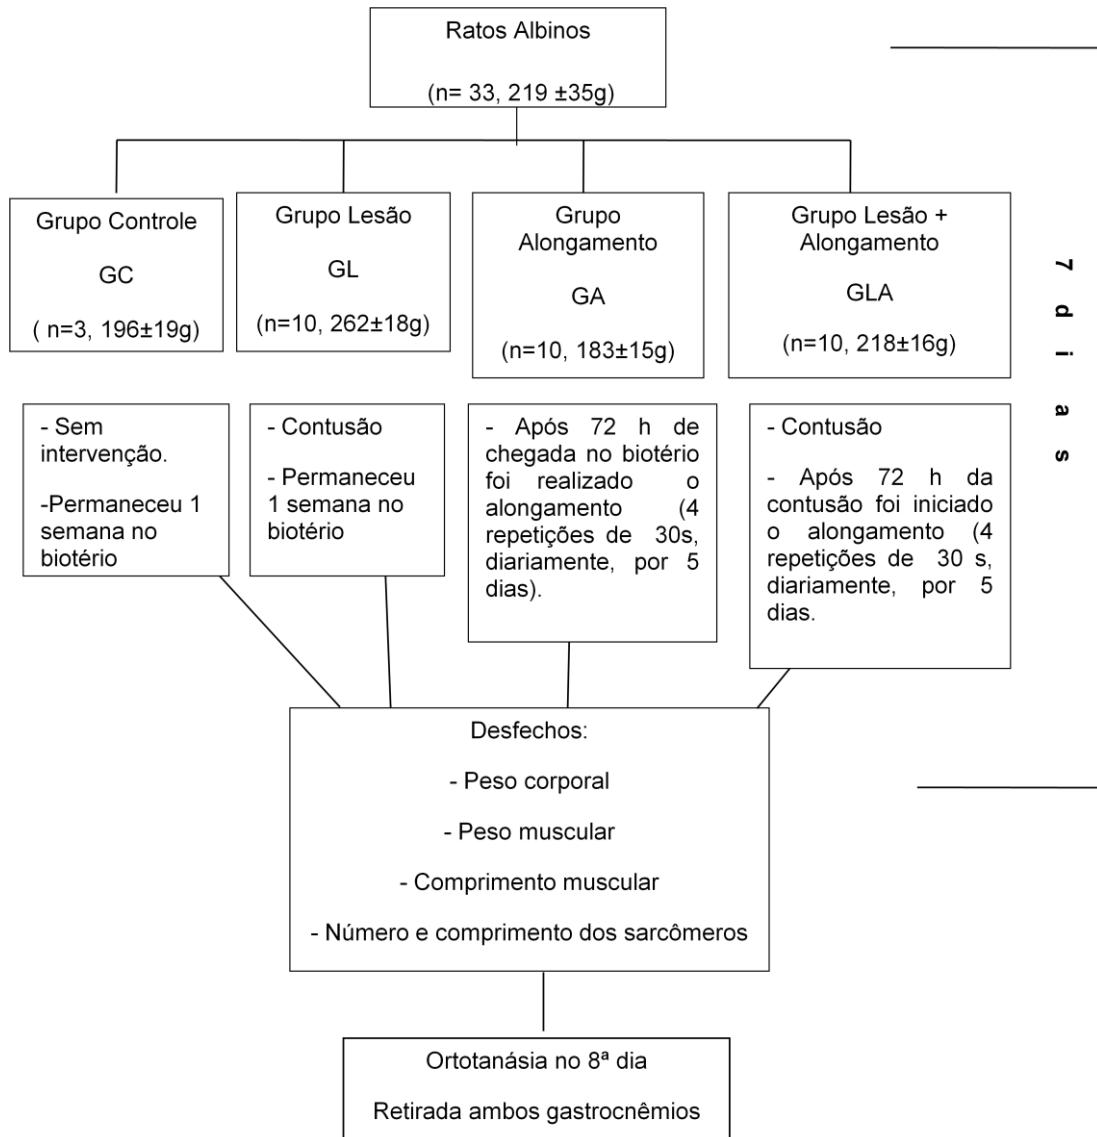 Ratos Albinos
(n= 33, 219 ±35g)
Grupo Controle
GC
( n=3, 196±19g)
Grupo Lesão
GL
(n=10, 262±18g)
Grupo
Alongamento
GA
(n=10, 183±15g)
Grupo Lesão +
Alongamento
GLA
(n=10, 218±16g)
7 dias
- Sem
intervenção.
-Permaneceu 1
semana no
biotério
- Contusão
- Permaneceu
1 semana no
biotério
- Após 72 h de
chegada no biotério
foi realizado o
alongamento (4
repetições de 30s,
diariamente, por 5
dias).
- Contusão
- Após 72 h da
contusão foi iniciado
o alongamento (4
repetições de 30 s,
diariamente, por 5
dias.
Desfechos:
- Peso corporal
- Peso muscular
- Comprimento muscular
- Número e comprimento dos sarcômeros
Ortotanásia no 8ª dia
Retirada ambos gastrocnêmios